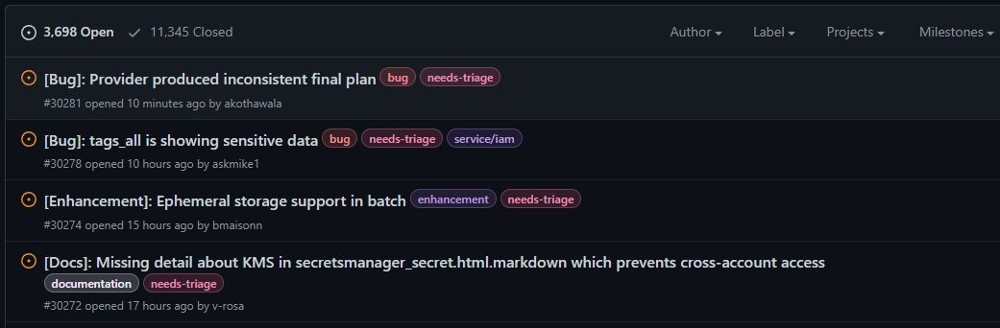 3,698 Open 11,345 Closed Author Label Projects Milestones
[Bug]: Provider produced inconsistent final plan bug needs-triage
#30281 opened 10 minutes ago by akothawala
[Bug]: tags_all is showing sensitive data bug needs-triage service/iam
#30278 opened 10 hours ago by askmike1
[Enhancement]: Ephemeral storage support in batch enhancement needs-triage
#30274 opened 15 hours ago by bmaisonn
[Docs]: Missing detail about KMS in secretsmanager_secret.html.markdown which prevents cross-account access
documentation needs-triage
#30272 opened 17 hours ago by v-rosa